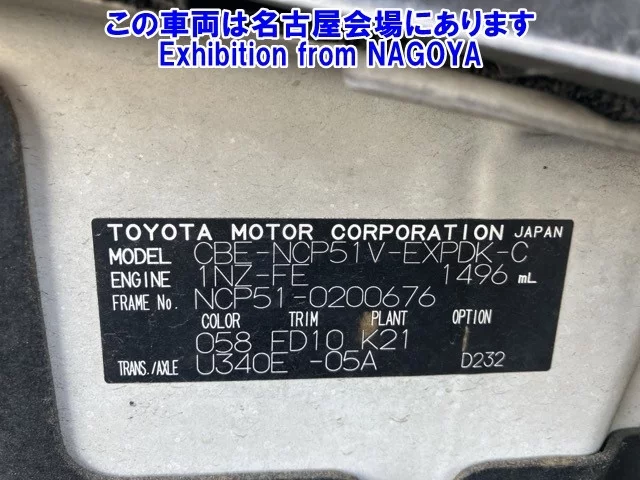 この車両は名古屋会場にあります
Exhibition from NAGOYA
TOYOTA MOTOR CORPORATION JAPAN
MODEL CBE-NCP51V-EXPDK-C
ENGINE 1NZ-FE 1496 mL
FRAME No. NCP51-0200676
COLOR TRIM PLANT OPTION
058 FD10 K21
TRANS./AXLE U340E -05A D232